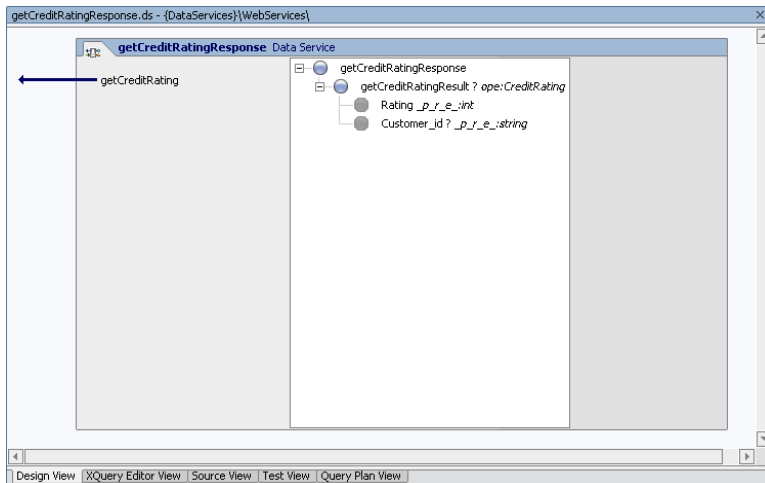 getCreditRatingResponse.ds - {DataServices}\WebServices\
getCreditRatingResponse Data Service
getCreditRating
getCreditRatingResponse
getCreditRatingResult ? ope:CreditRating
Rating _p_r_e_:int
Customer_id ? _p_r_e_:string
Design View XQuery Editor View Source View Test View Query Plan View